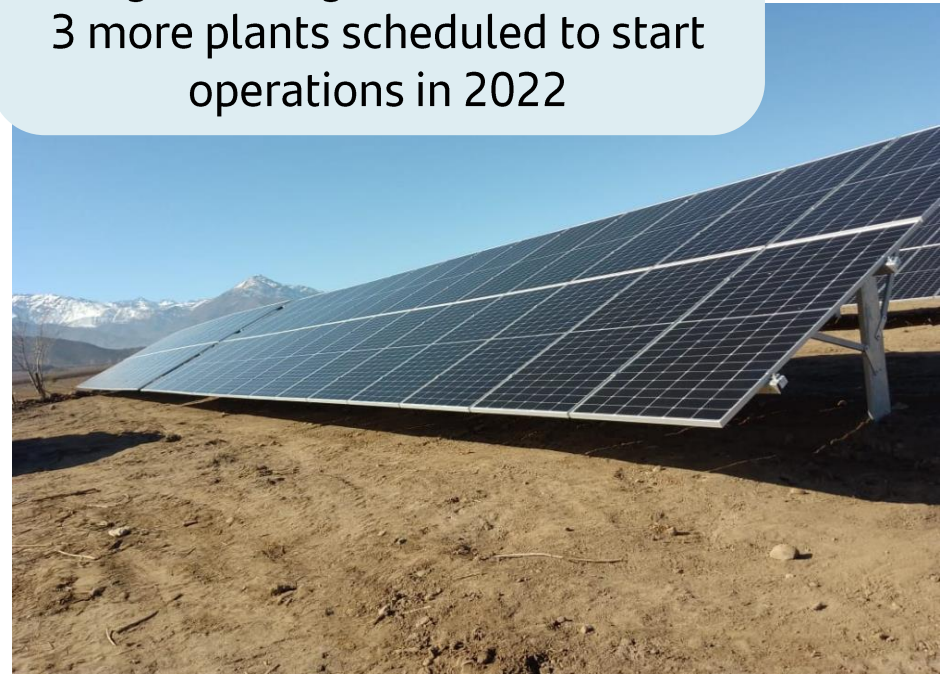 3 more plants scheduled to start
operations in 2022